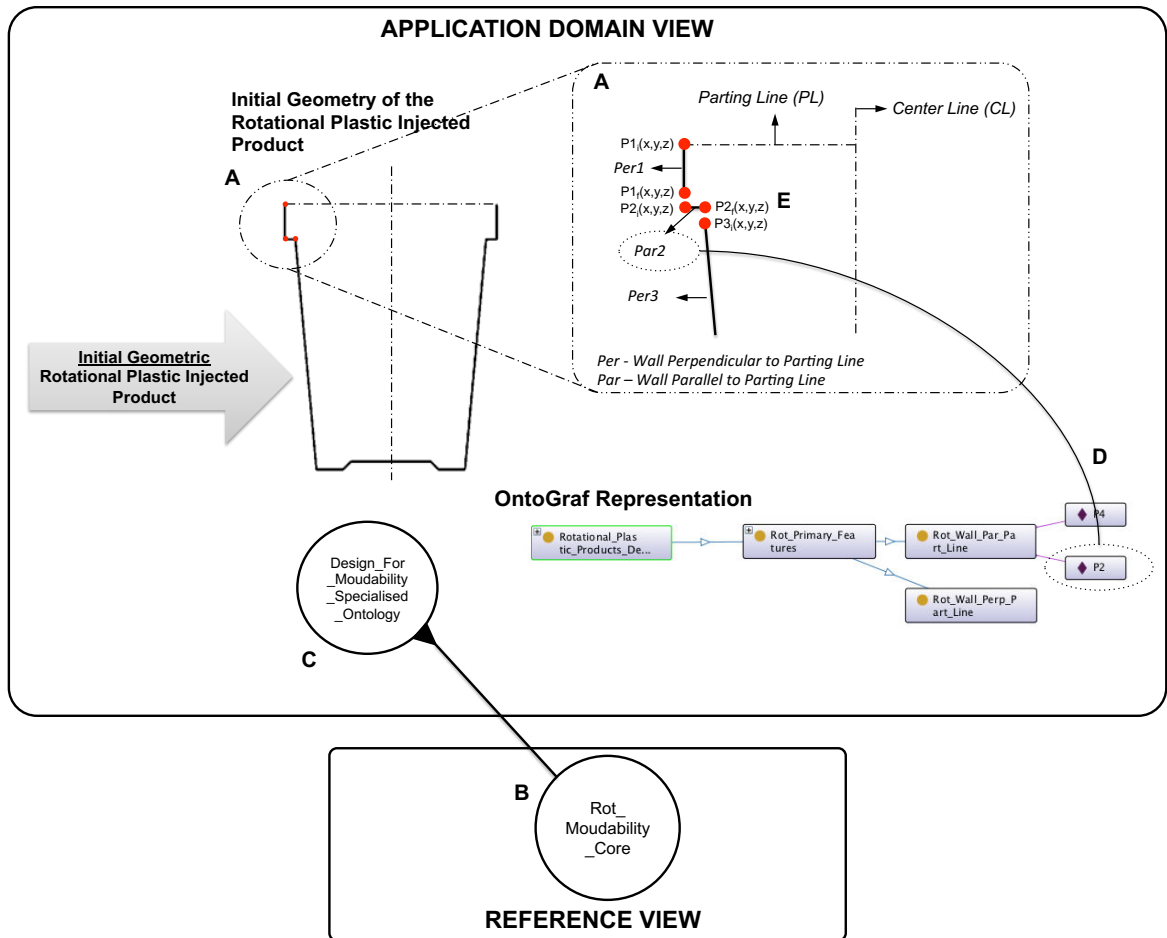 APPLICATION DOMAIN VIEW
Initial Geometry of the
Rotational Plastic Injected
Product
A
A
Parting Line (PL)
Center Line (CL)
P1i(x,y,z)
Per1
P1f(x,y,z)
E
P2i(x,y,z)
P2f(x,y,z)
P3i(x,y,z)
Par2
Per3
Per - Wall Perpendicular to Parting Line
Par – Wall Parallel to Parting Line
Initial Geometric
Rotational Plastic Injected
Product
D
OntoGraf Representation
Rotational_Plas
tic_Products_De...
Rot_Primary_Fea
tures
Rot_Wall_Par_Pa
rt_Line
P4
P2
Rot_Wall_Perp_P
art_Line
Design_For
_Moudability
_Specialised
_Ontology
C
B
Rot_
Moudability
_Core
REFERENCE VIEW